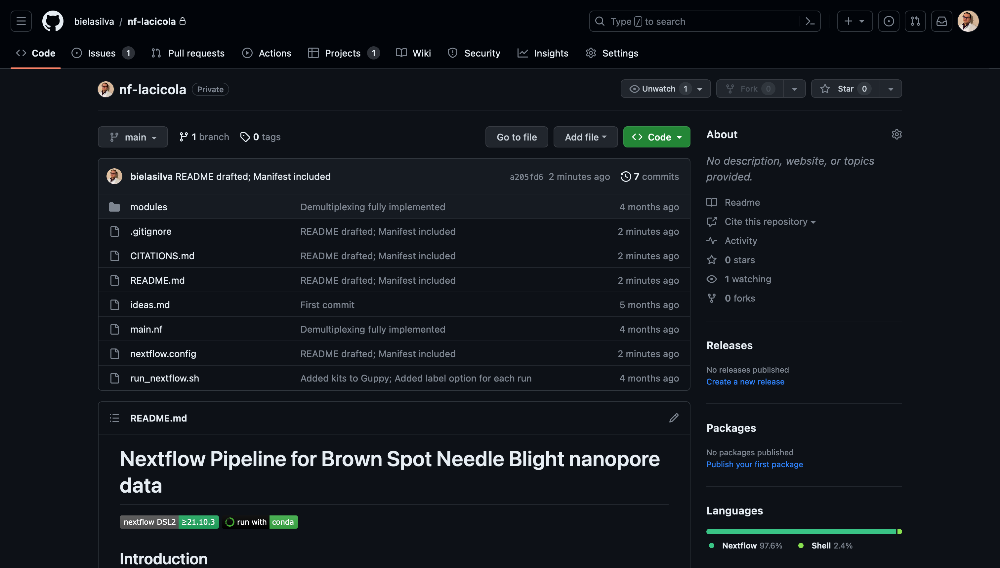 bielasilva / nf-lacicola
Type / to search
Code Issues 1 Pull requests Actions Projects 1 Wiki Security Insights Settings
nf-lacicola Private
Unwatch 1 Fork 0 Star 0
main 1 branch 0 tags
Go to file Add file Code
bielasilva README drafted; Manifest included a205fd6 2 minutes ago 7 commits
modules Demultiplexing fully implemented 4 months ago
.gitignore README drafted; Manifest included 2 minutes ago
CITATIONS.md README drafted; Manifest included 2 minutes ago
README.md README drafted; Manifest included 2 minutes ago
ideas.md First commit 5 months ago
main.nf Demultiplexing fully implemented 4 months ago
nextflow.config README drafted; Manifest included 2 minutes ago
run_nextflow.sh Added kits to Guppy; Added label option for each run 4 months ago
README.md
Nextflow Pipeline for Brown Spot Needle Blight nanopore
data
nextflow DSL2 ≥21.10.3 run with conda
Introduction
About
No description, website, or topics
provided.
Readme
Cite this repository
Activity
0 stars
1 watching
0 forks
Releases
No releases published
Create a new release
Packages
No packages published
Publish your first package
Languages
Nextflow 97.6% Shell 2.4%